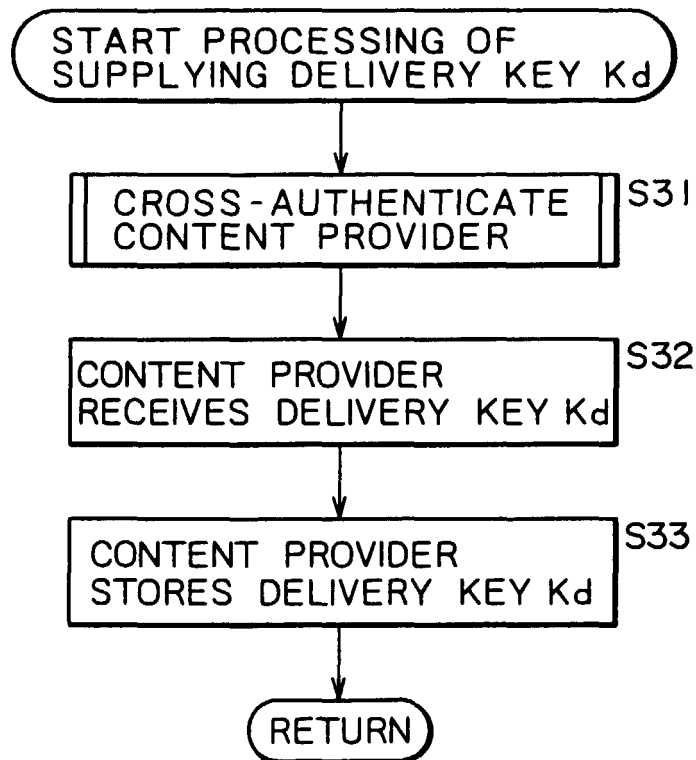 START PROCESSING OF
SUPPLYING DELIVERY KEY Kd
CROSS-AUTHENTICATE
CONTENT PROVIDER
S31
CONTENT PROVIDER
RECEIVES DELIVERY KEY Kd
S32
CONTENT PROVIDER
STORES DELIVERY KEY Kd
S33
RETURN